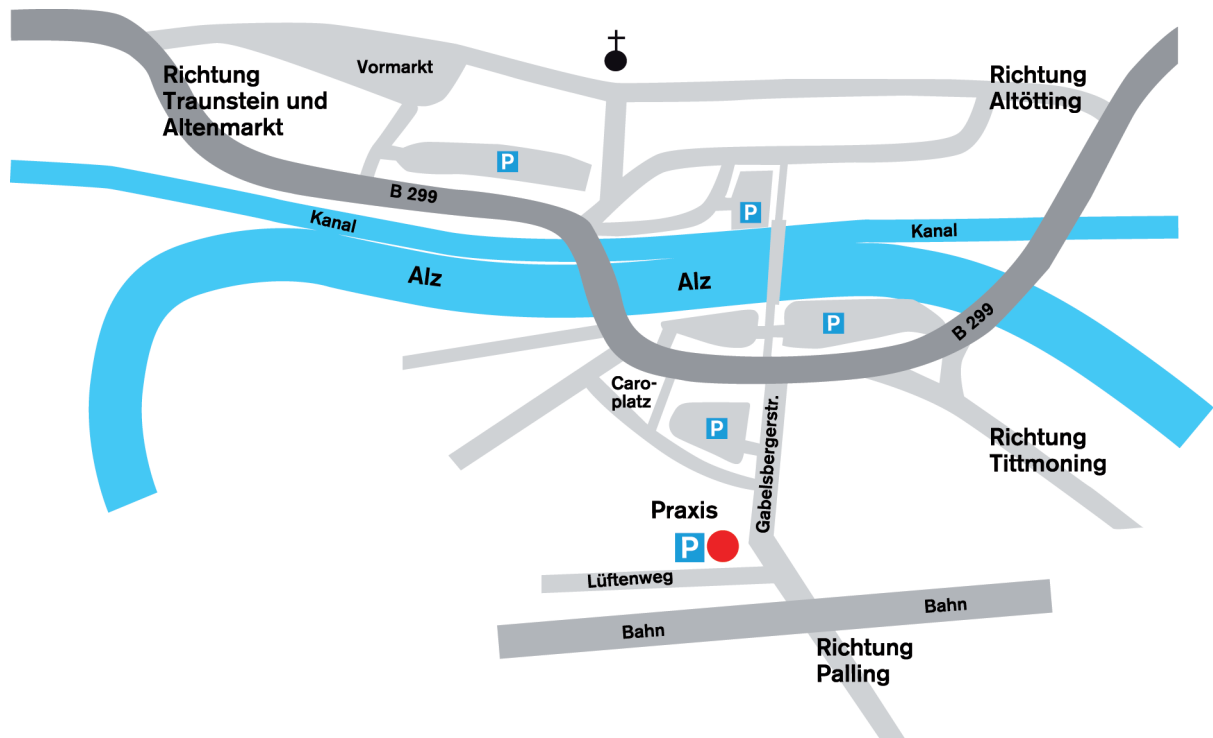 Vormarkt
Richtung
Traunstein und
Altenmarkt
Richtung
Altötting
P
B 299
P
Kanal
Kanal
Alz
Alz
P
B 299
Caro-
platz
P
Gabelsbergerstr.
Richtung
Tittmoning
Praxis
P
Lüftenweg
Bahn
Bahn
Richtung
Palling